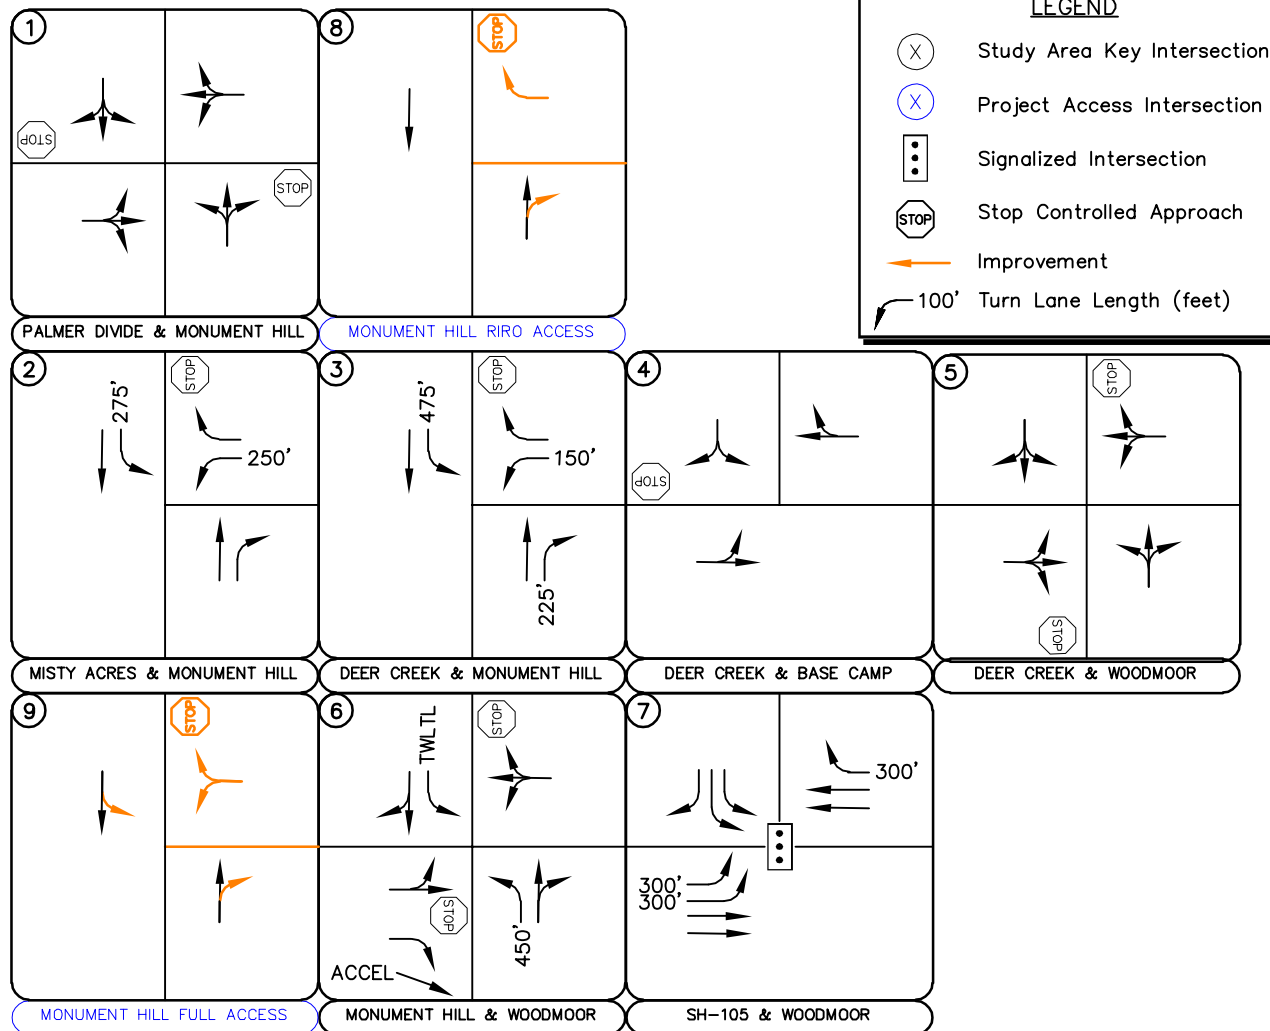 1
STOP
STOP
PALMER DIVIDE & MONUMENT HILL
8
STOP
MONUMENT HILL RIRO ACCESS
LEGEND
X Study Area Key Intersection
X Project Access Intersection
Signalized Intersection
STOP Stop Controlled Approach
Improvement
100' Turn Lane Length (feet)
2
275'
STOP
250'
MISTY ACRES & MONUMENT HILL
3
475'
STOP
150'
225'
DEER CREEK & MONUMENT HILL
4
STOP
DEER CREEK & BASE CAMP
5
STOP
STOP
DEER CREEK & WOODMOOR
9
STOP
MONUMENT HILL FULL ACCESS
6
TWLTL
STOP
STOP
450'
ACCEL
MONUMENT HILL & WOODMOOR
7
300'
300'
300'
SH-105 & WOODMOOR